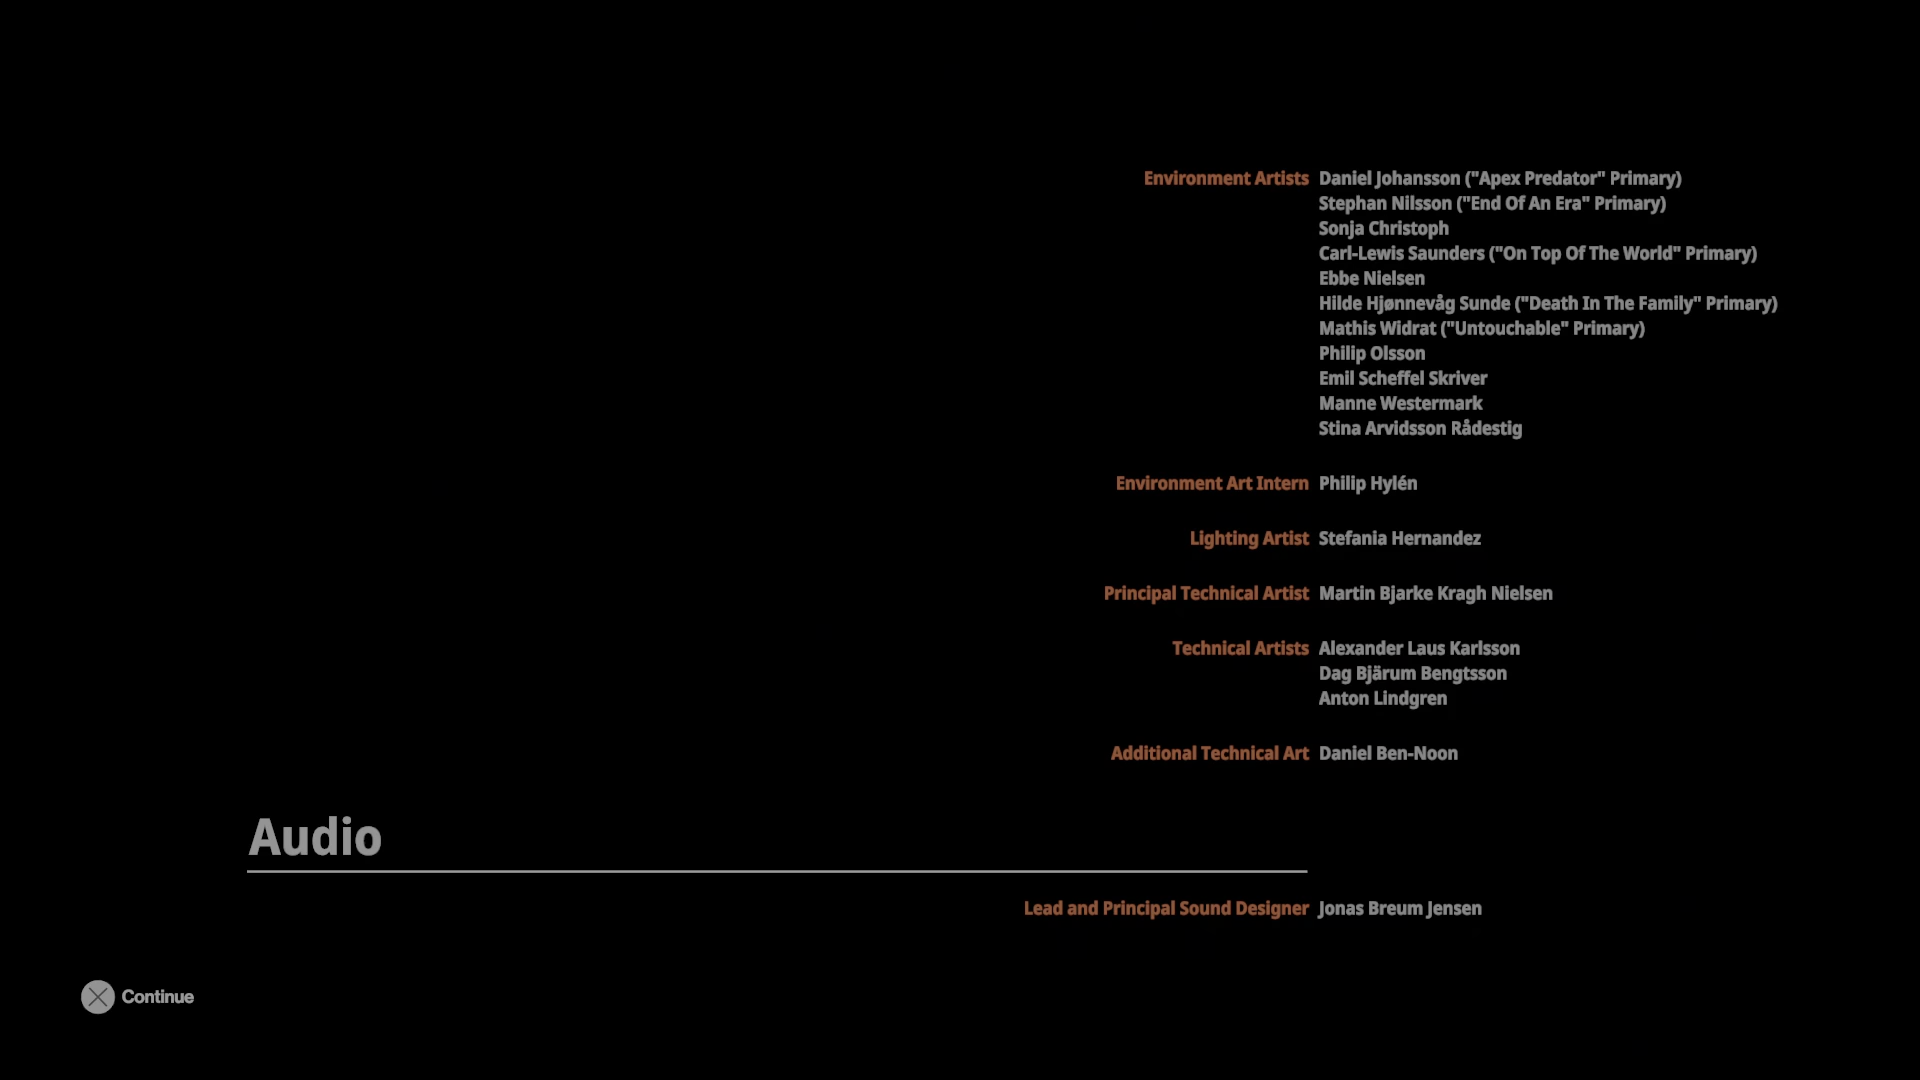 Environment Artists Daniel Johansson ("Apex Predator" Primary)
Stephan Nilsson ("End Of An Era" Primary)
Sonja Christoph
Carl-Lewis Saunders ("On Top Of The World" Primary)
Ebbe Nielsen
Hilde Hjønnevåg Sunde ("Death In The Family" Primary)
Mathis Widrat ("Untouchable" Primary)
Philip Olsson
Emil Scheffel Skriver
Manne Westermark
Stina Arvidsson Rådestig
Environment Art Intern Philip Hylén
Lighting Artist Stefania Hernandez
Principal Technical Artist Martin Bjarke Kragh Nielsen
Technical Artists Alexander Laus Karlsson
Dag Bjärum Bengtsson
Anton Lindgren
Additional Technical Art Daniel Ben-Noon
Audio
Lead and Principal Sound Designer Jonas Breum Jensen
Continue